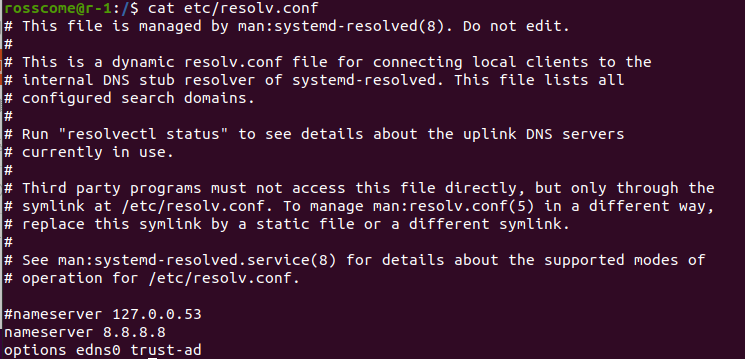 rosscome@r-1:/$ cat etc/resolv.conf
# This file is managed by man:systemd-resolved(8). Do not edit.
#
# This is a dynamic resolv.conf file for connecting local clients to the
# internal DNS stub resolver of systemd-resolved. This file lists all
# configured search domains.
#
# Run "resolvectl status" to see details about the uplink DNS servers
# currently in use.
#
# Third party programs must not access this file directly, but only through the
# symlink at /etc/resolv.conf. To manage man:resolv.conf(5) in a different way,
# replace this symlink by a static file or a different symlink.
#
# See man:systemd-resolved.service(8) for details about the supported modes of
# operation for /etc/resolv.conf.

#nameserver 127.0.0.53
nameserver 8.8.8.8
options edns0 trust-ad